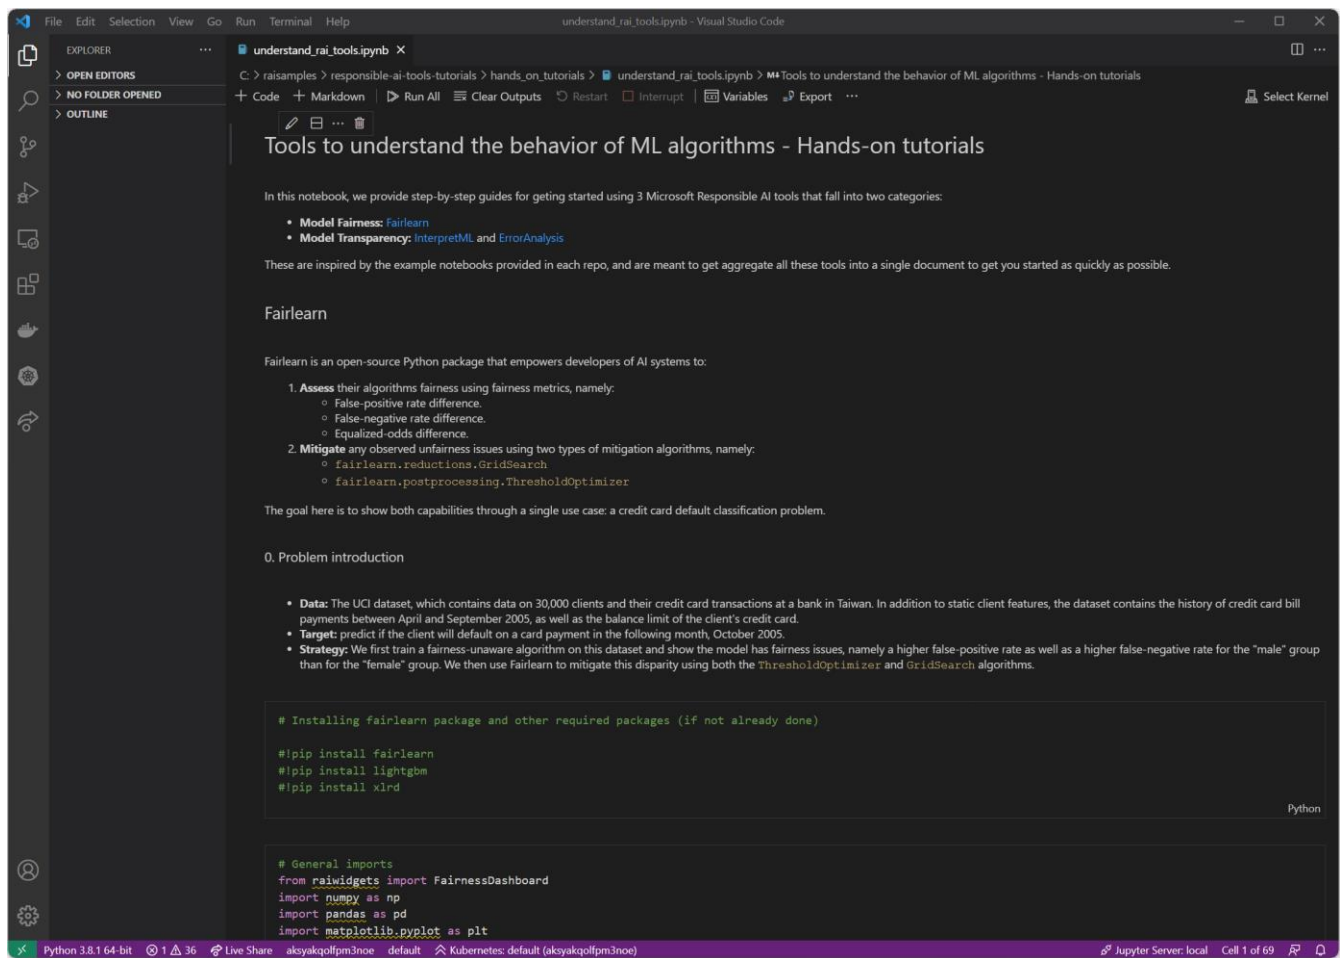 File Edit Selection View Go Run Terminal Help understand_rai_tools.ipynb - Visual Studio Code
EXPLORER
OPEN EDITORS
NO FOLDER OPENED
OUTLINE
understand_rai_tools.ipynb
C: > raisamples > responsible-ai-tools-tutorials > hands_on_tutorials > understand_rai_tools.ipynb > M↓Tools to understand the behavior of ML algorithms - Hands-on tutorials
+ Code + Markdown Run All Clear Outputs Restart Interrupt Variables Export ··· Select Kernel
Tools to understand the behavior of ML algorithms - Hands-on tutorials
In this notebook, we provide step-by-step guides for geting started using 3 Microsoft Responsible AI tools that fall into two categories:
• Model Fairness: Fairlearn
• Model Transparency: InterpretML and ErrorAnalysis
These are inspired by the example notebooks provided in each repo, and are meant to get aggregate all these tools into a single document to get you started as quickly as possible.
Fairlearn
Fairlearn is an open-source Python package that empowers developers of AI systems to:
1. Assess their algorithms fairness using fairness metrics, namely:
◦ False-positive rate difference.
◦ False-negative rate difference.
◦ Equalized-odds difference.
2. Mitigate any observed unfairness issues using two types of mitigation algorithms, namely:
◦ fairlearn.reductions.GridSearch
◦ fairlearn.postprocessing.ThresholdOptimizer
The goal here is to show both capabilities through a single use case: a credit card default classification problem.
0. Problem introduction
• Data: The UCI dataset, which contains data on 30,000 clients and their credit card transactions at a bank in Taiwan. In addition to static client features, the dataset contains the history of credit card bill
payments between April and September 2005, as well as the balance limit of the client's credit card.
• Target: predict if the client will default on a card payment in the following month, October 2005.
• Strategy: We first train a fairness-unaware algorithm on this dataset and show the model has fairness issues, namely a higher false-positive rate as well as a higher false-negative rate for the "male" group
than for the "female" group. We then use Fairlearn to mitigate this disparity using both the ThresholdOptimizer and GridSearch algorithms.
# Installing fairlearn package and other required packages (if not already done)
#!pip install fairlearn
#!pip install lightgbm
#!pip install xlrd
Python
# General imports
from raiwidgets import FairnessDashboard
import numpy as np
import pandas as pd
import matplotlib.pyplot as plt
Python 3.8.1 64-bit 1 36 Live Share aksyakqolfpm3noe default Kubernetes: default (aksyakqolfpm3noe) Jupyter Server: local Cell 1 of 69